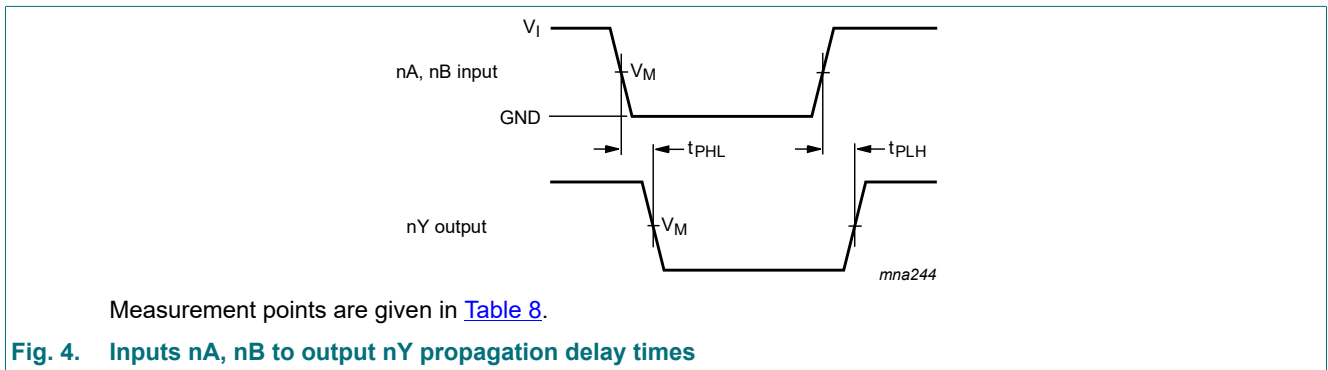 VI
nA, nB input
VM
GND
tPHL
tPLH
nY output
VM
mna244
Measurement points are given in Table 8.
Fig. 4. Inputs nA, nB to output nY propagation delay times